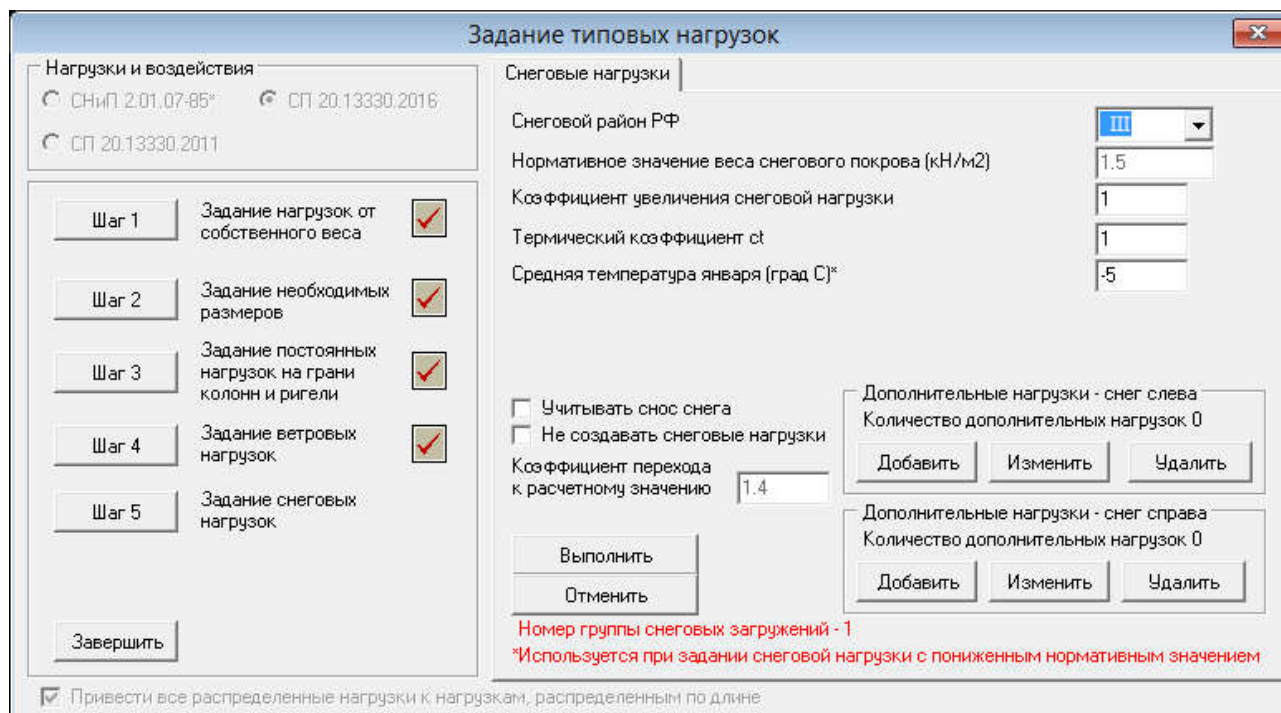 Задание типовых нагрузок
Нагрузки и воздействия
СНиП 2.01.07-85* СП 20.13330.2016
СП 20.13330.2011
Шаг 1
Задание нагрузок от
собственного веса
Шаг 2
Задание необходимых
размеров
Шаг 3
Задание постоянных
нагрузок на грани
колонн и ригели
Шаг 4
Задание ветровых
нагрузок
Шаг 5
Задание снеговых
нагрузок
Завершить
Снеговые нагрузки
Снеговой район РФ III
Нормативное значение веса снегового покрова (кН/м2) 1.5
Коэффициент увеличения снеговой нагрузки 1
Термический коэффициент ct 1
Средняя температура января (град С)* -5
Учитывать снос снега
Не создавать снеговые нагрузки
Коэффициент перехода
к расчетному значению 1.4
Выполнить
Отменить
Дополнительные нагрузки - снег слева
Количество дополнительных нагрузок 0
Добавить Изменить Удалить
Дополнительные нагрузки - снег справа
Количество дополнительных нагрузок 0
Добавить Изменить Удалить
Номер группы снеговых загружений - 1
*Используется при задании снеговой нагрузки с пониженным нормативным значением
Привести все распределенные нагрузки к нагрузкам, распределенным по длине